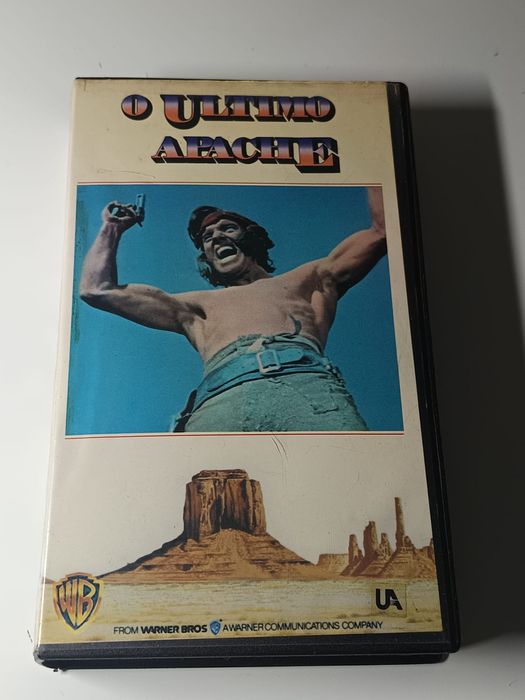 O ULTIMO
APACHE
WB
UA
FROM WARNER BROS A WARNER COMMUNICATIONS COMPANY